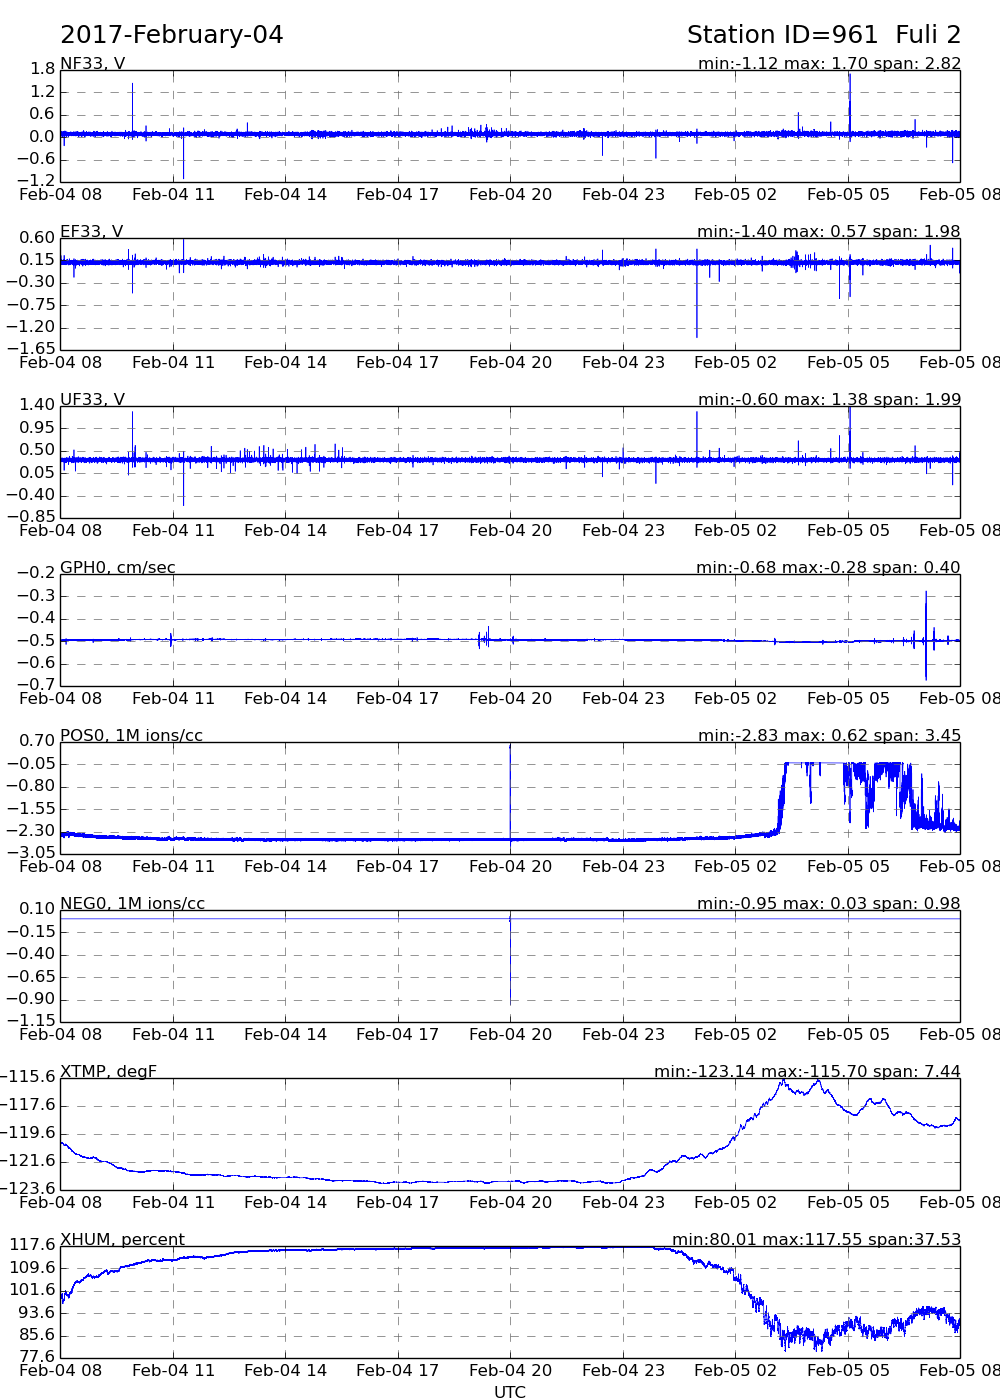 2017-February-04 Station ID=961 Fuli 2
NF33, V min:-1.12 max: 1.70 span: 2.82
1.8
1.2
0.6
0.0
−0.6
−1.2
Feb-04 08 Feb-04 11 Feb-04 14 Feb-04 17 Feb-04 20 Feb-04 23 Feb-05 02 Feb-05 05 Feb-05 08
EF33, V min:-1.40 max: 0.57 span: 1.98
0.60
0.15
−0.30
−0.75
−1.20
−1.65
Feb-04 08 Feb-04 11 Feb-04 14 Feb-04 17 Feb-04 20 Feb-04 23 Feb-05 02 Feb-05 05 Feb-05 08
UF33, V min:-0.60 max: 1.38 span: 1.99
1.40
0.95
0.50
0.05
−0.40
−0.85
Feb-04 08 Feb-04 11 Feb-04 14 Feb-04 17 Feb-04 20 Feb-04 23 Feb-05 02 Feb-05 05 Feb-05 08
GPH0, cm/sec min:-0.68 max:-0.28 span: 0.40
−0.2
−0.3
−0.4
−0.5
−0.6
−0.7
Feb-04 08 Feb-04 11 Feb-04 14 Feb-04 17 Feb-04 20 Feb-04 23 Feb-05 02 Feb-05 05 Feb-05 08
POS0, 1M ions/cc min:-2.83 max: 0.62 span: 3.45
0.70
−0.05
−0.80
−1.55
−2.30
−3.05
Feb-04 08 Feb-04 11 Feb-04 14 Feb-04 17 Feb-04 20 Feb-04 23 Feb-05 02 Feb-05 05 Feb-05 08
NEG0, 1M ions/cc min:-0.95 max: 0.03 span: 0.98
0.10
−0.15
−0.40
−0.65
−0.90
−1.15
Feb-04 08 Feb-04 11 Feb-04 14 Feb-04 17 Feb-04 20 Feb-04 23 Feb-05 02 Feb-05 05 Feb-05 08
XTMP, degF min:-123.14 max:-115.70 span: 7.44
−115.6
−117.6
−119.6
−121.6
−123.6
Feb-04 08 Feb-04 11 Feb-04 14 Feb-04 17 Feb-04 20 Feb-04 23 Feb-05 02 Feb-05 05 Feb-05 08
XHUM, percent min:80.01 max:117.55 span:37.53
117.6
109.6
101.6
93.6
85.6
77.6
Feb-04 08 Feb-04 11 Feb-04 14 Feb-04 17 Feb-04 20 Feb-04 23 Feb-05 02 Feb-05 05 Feb-05 08
UTC